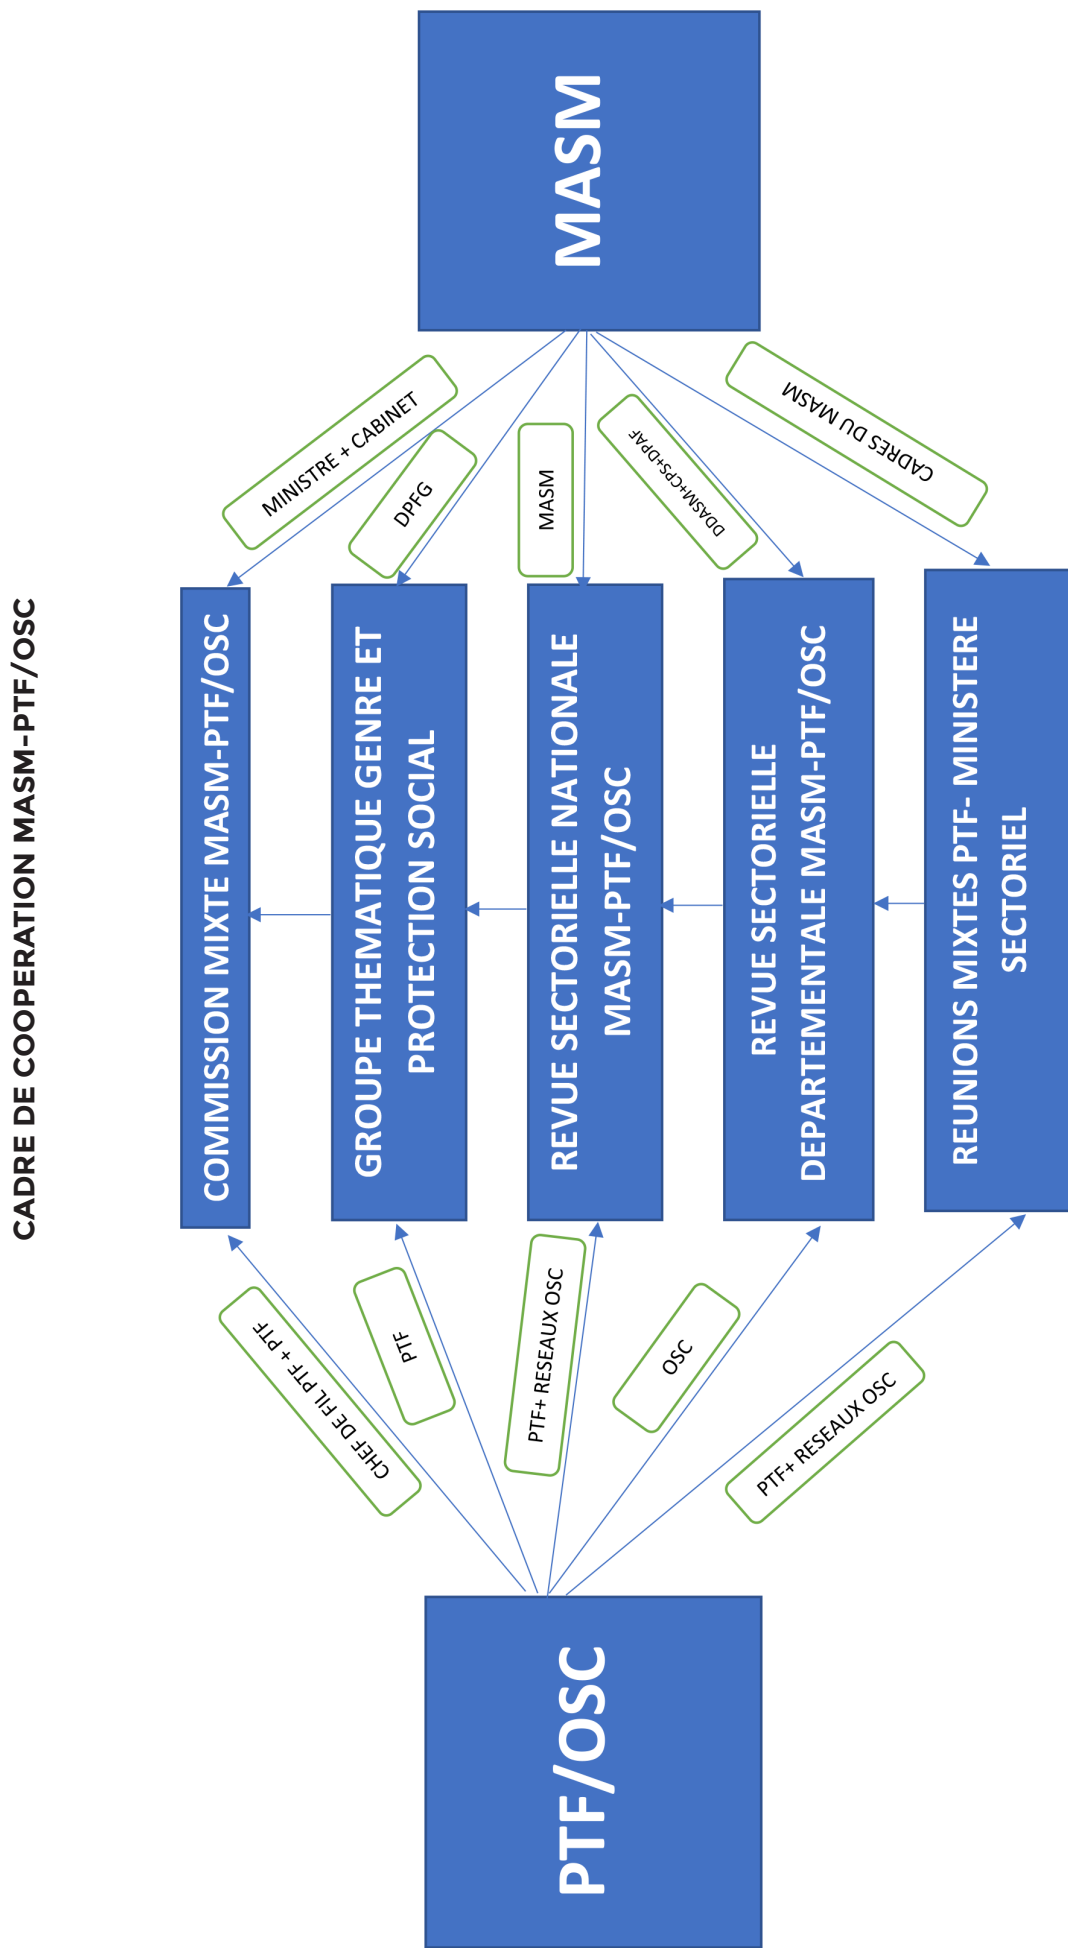 CADRE DE COOPERATION MASM-PTF/OSC
PTF/OSC
CHEF DE FIL PTF + PTF
PTF
PTF+ RESEAUX OSC
OSC
PTF+ RESEAUX OSC
COMMISSION MIXTE MASM-PTF/OSC
GROUPE THEMATIQUE GENRE ET
PROTECTION SOCIAL
REVUE SECTORIELLE NATIONALE
MASM-PTF/OSC
REVUE SECTORIELLE
DEPARTEMENTALE MASM-PTF/OSC
REUNIONS MIXTES PTF- MINISTERE
SECTORIEL
MINISTRE + CABINET
DPFG
MASM
DDASM+CPS+DPAF
CADRES DU MASM
MASM